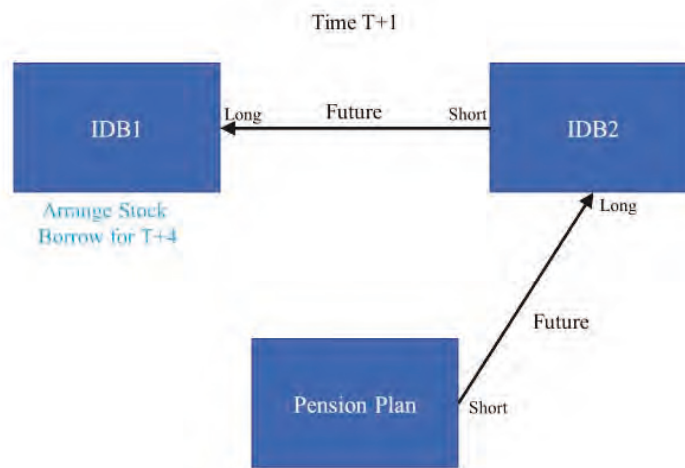 Time T+1
IDB1
Long
Future
Short
IDB2
Arrange Stock
Borrow for T+4
Long
Future
Pension Plan
Short